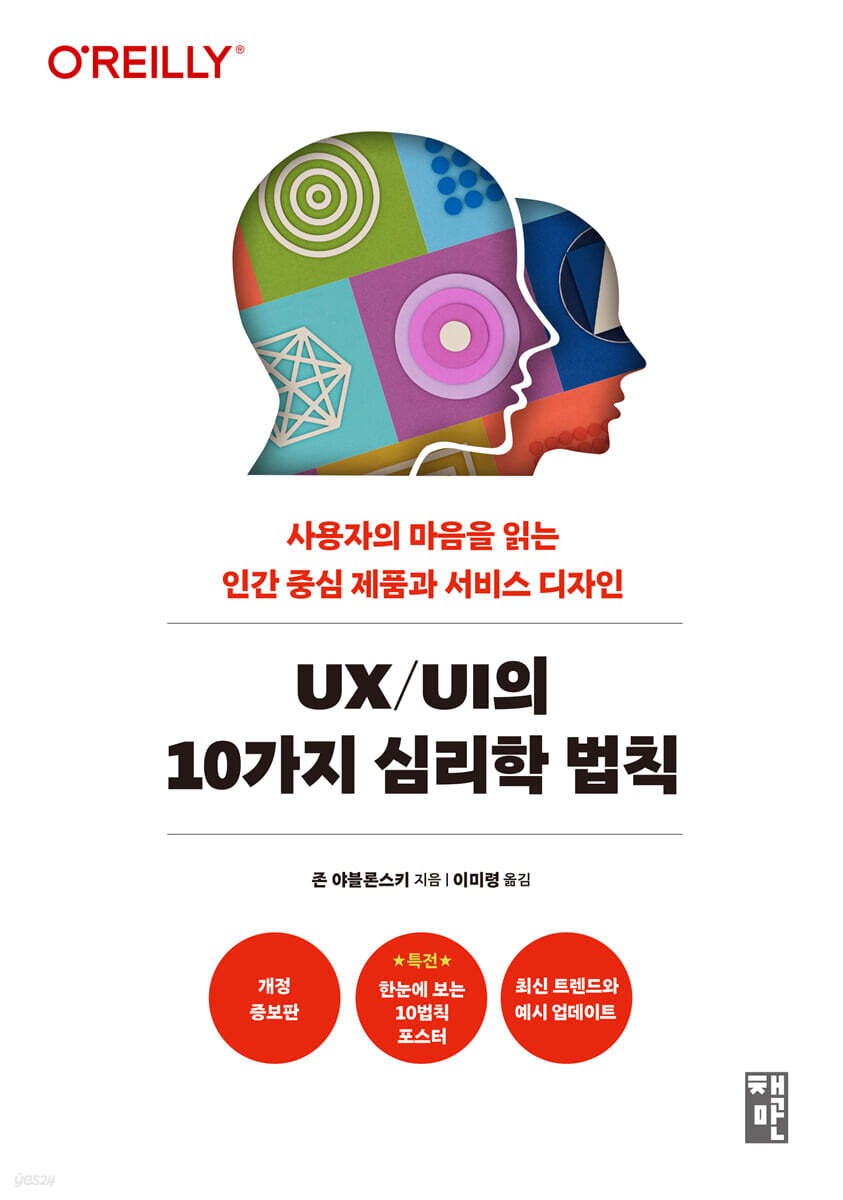 O'REILLY®
사용자의 마음을 읽는
인간 중심 제품과 서비스 디자인
UX/UI의
10가지 심리학 법칙
존 야블론스키 지음 | 이미령 옮김
개정
증보판
★특전★
한눈에 보는
10법칙
포스터
최신 트렌드와
예시 업데이트
책만
yes24